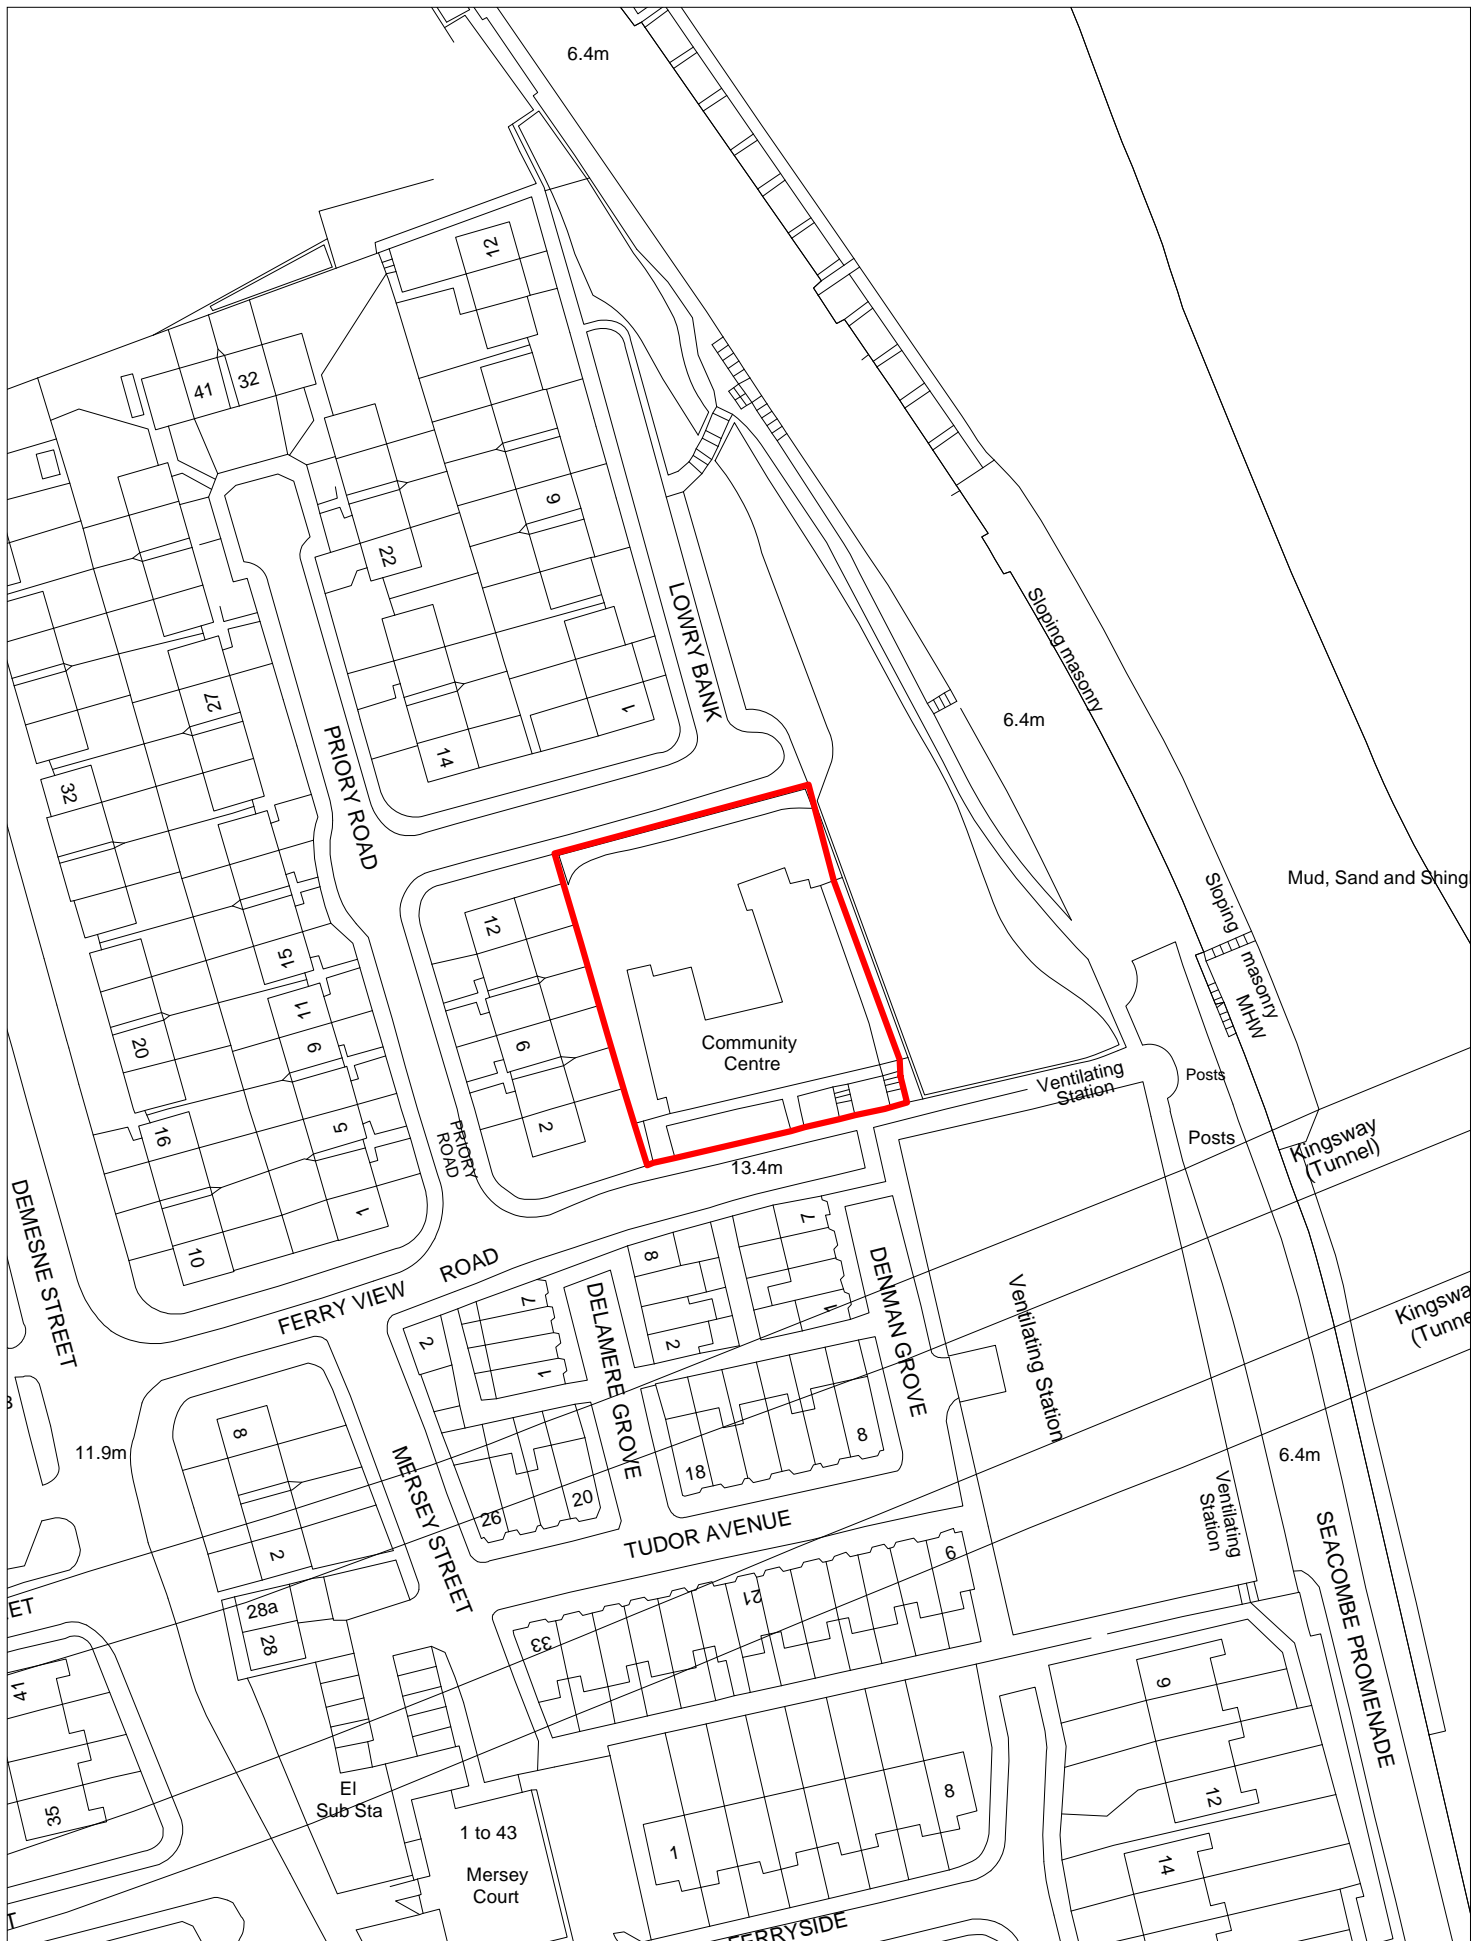 6.4m
12
41
32
9
22
LOWRY BANK
Sloping masonry
27
1
6.4m
14
PRIORY ROAD
32
Sloping
masonry
MHW
Mud, Sand and Shing
12
15
11
20
9
6
Community
Centre
Ventilating
Station
Posts
16
5
2
PRIORY
ROAD
Posts
Kingsway
(Tunnel)
13.4m
DEMESNE STREET
1
10
7
8
ROAD
FERRY VIEW
DENMAN GROVE
DELAMERE GROVE
Ventilating Station
Kingswa
(Tunne
7
2
2
1
1
8
11.9m
8
18
MERSEY STREET
6.4m
26
20
TUDOR AVENUE
Ventilating
Station
SEACOMBE PROMENADE
2
9
ET
28a
28
21
33
41
9
35
El
Sub Sta
8
12
1 to 43
Mersey
Court
1
14
T
FERRYSIDE